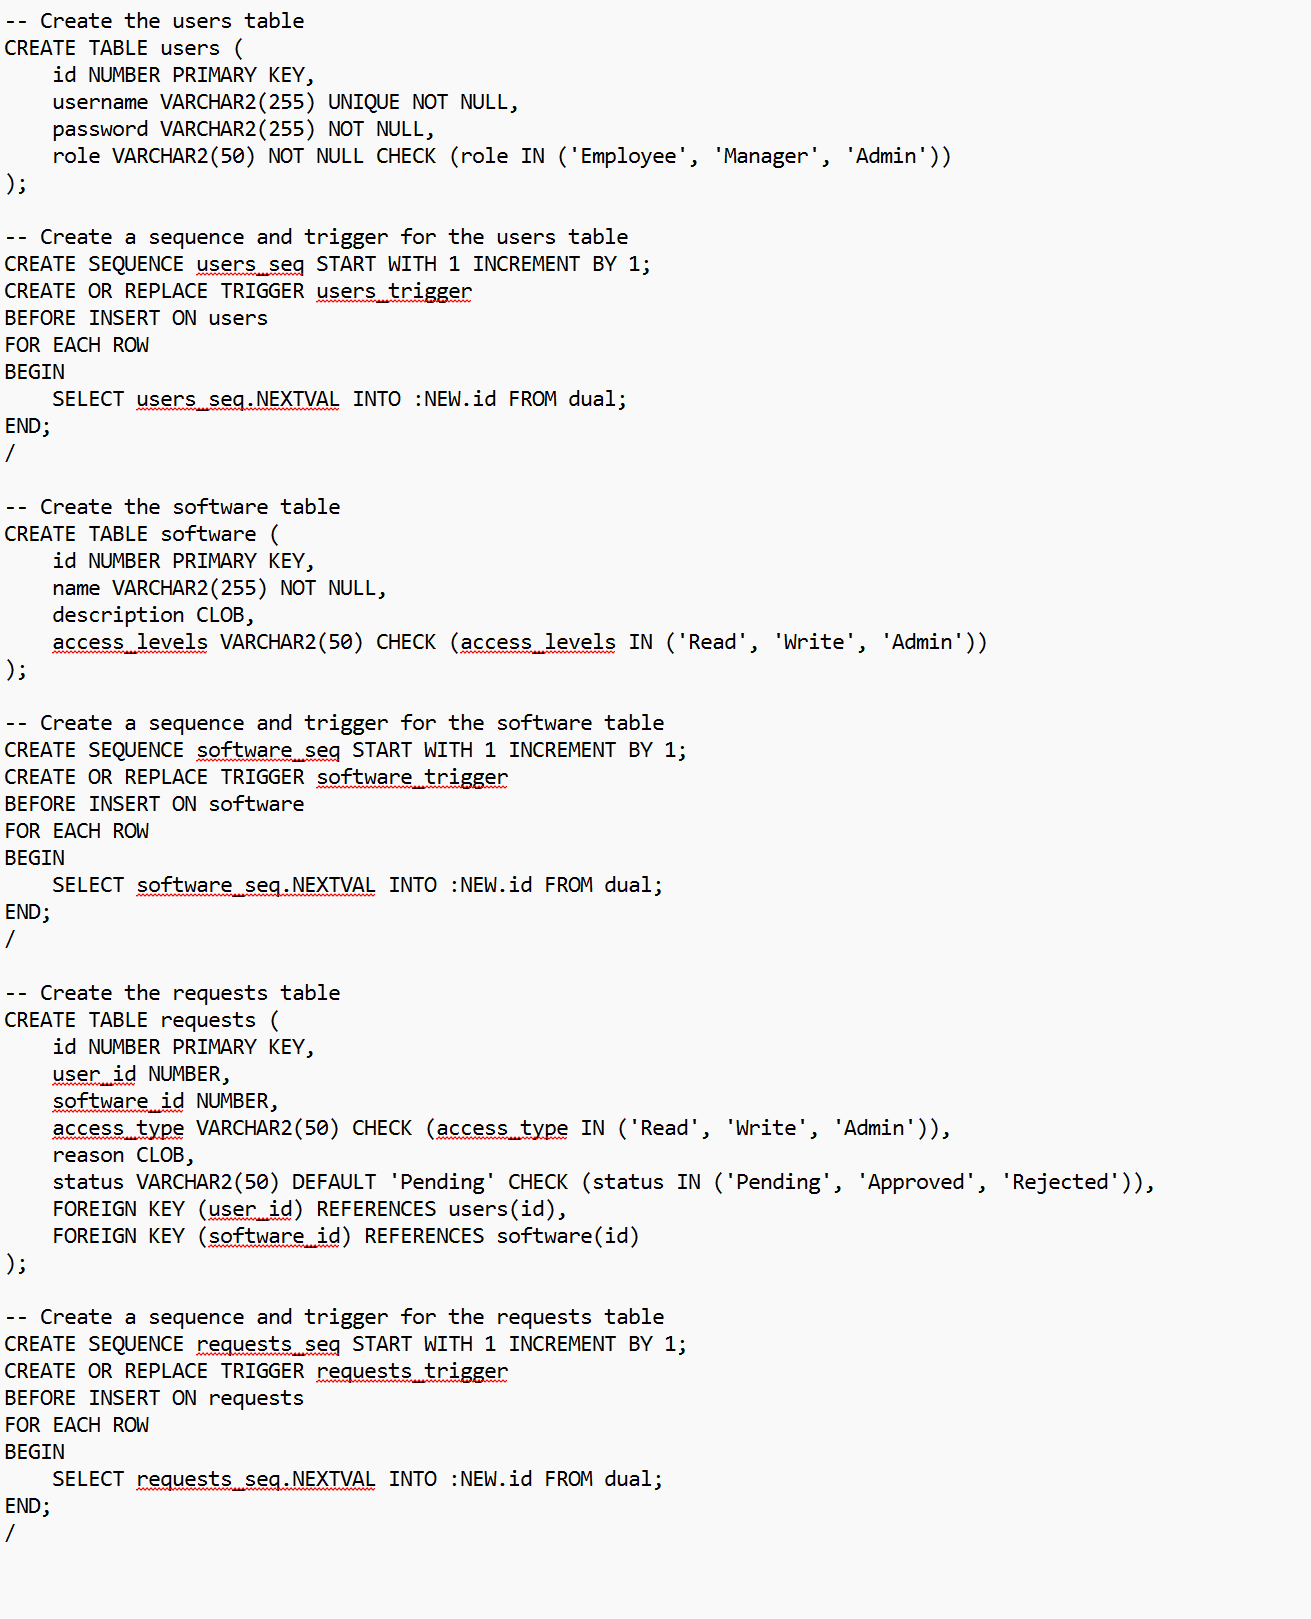 -- Create the users table
CREATE TABLE users (
    id NUMBER PRIMARY KEY,
    username VARCHAR2(255) UNIQUE NOT NULL,
    password VARCHAR2(255) NOT NULL,
    role VARCHAR2(50) NOT NULL CHECK (role IN ('Employee', 'Manager', 'Admin'))
);

-- Create a sequence and trigger for the users table
CREATE SEQUENCE users_seq START WITH 1 INCREMENT BY 1;
CREATE OR REPLACE TRIGGER users_trigger
BEFORE INSERT ON users
FOR EACH ROW
BEGIN
    SELECT users_seq.NEXTVAL INTO :NEW.id FROM dual;
END;
/

-- Create the software table
CREATE TABLE software (
    id NUMBER PRIMARY KEY,
    name VARCHAR2(255) NOT NULL,
    description CLOB,
    access_levels VARCHAR2(50) CHECK (access_levels IN ('Read', 'Write', 'Admin'))
);

-- Create a sequence and trigger for the software table
CREATE SEQUENCE software_seq START WITH 1 INCREMENT BY 1;
CREATE OR REPLACE TRIGGER software_trigger
BEFORE INSERT ON software
FOR EACH ROW
BEGIN
    SELECT software_seq.NEXTVAL INTO :NEW.id FROM dual;
END;
/

-- Create the requests table
CREATE TABLE requests (
    id NUMBER PRIMARY KEY,
    user_id NUMBER,
    software_id NUMBER,
    access_type VARCHAR2(50) CHECK (access_type IN ('Read', 'Write', 'Admin')),
    reason CLOB,
    status VARCHAR2(50) DEFAULT 'Pending' CHECK (status IN ('Pending', 'Approved', 'Rejected')),
    FOREIGN KEY (user_id) REFERENCES users(id),
    FOREIGN KEY (software_id) REFERENCES software(id)
);

-- Create a sequence and trigger for the requests table
CREATE SEQUENCE requests_seq START WITH 1 INCREMENT BY 1;
CREATE OR REPLACE TRIGGER requests_trigger
BEFORE INSERT ON requests
FOR EACH ROW
BEGIN
    SELECT requests_seq.NEXTVAL INTO :NEW.id FROM dual;
END;
/